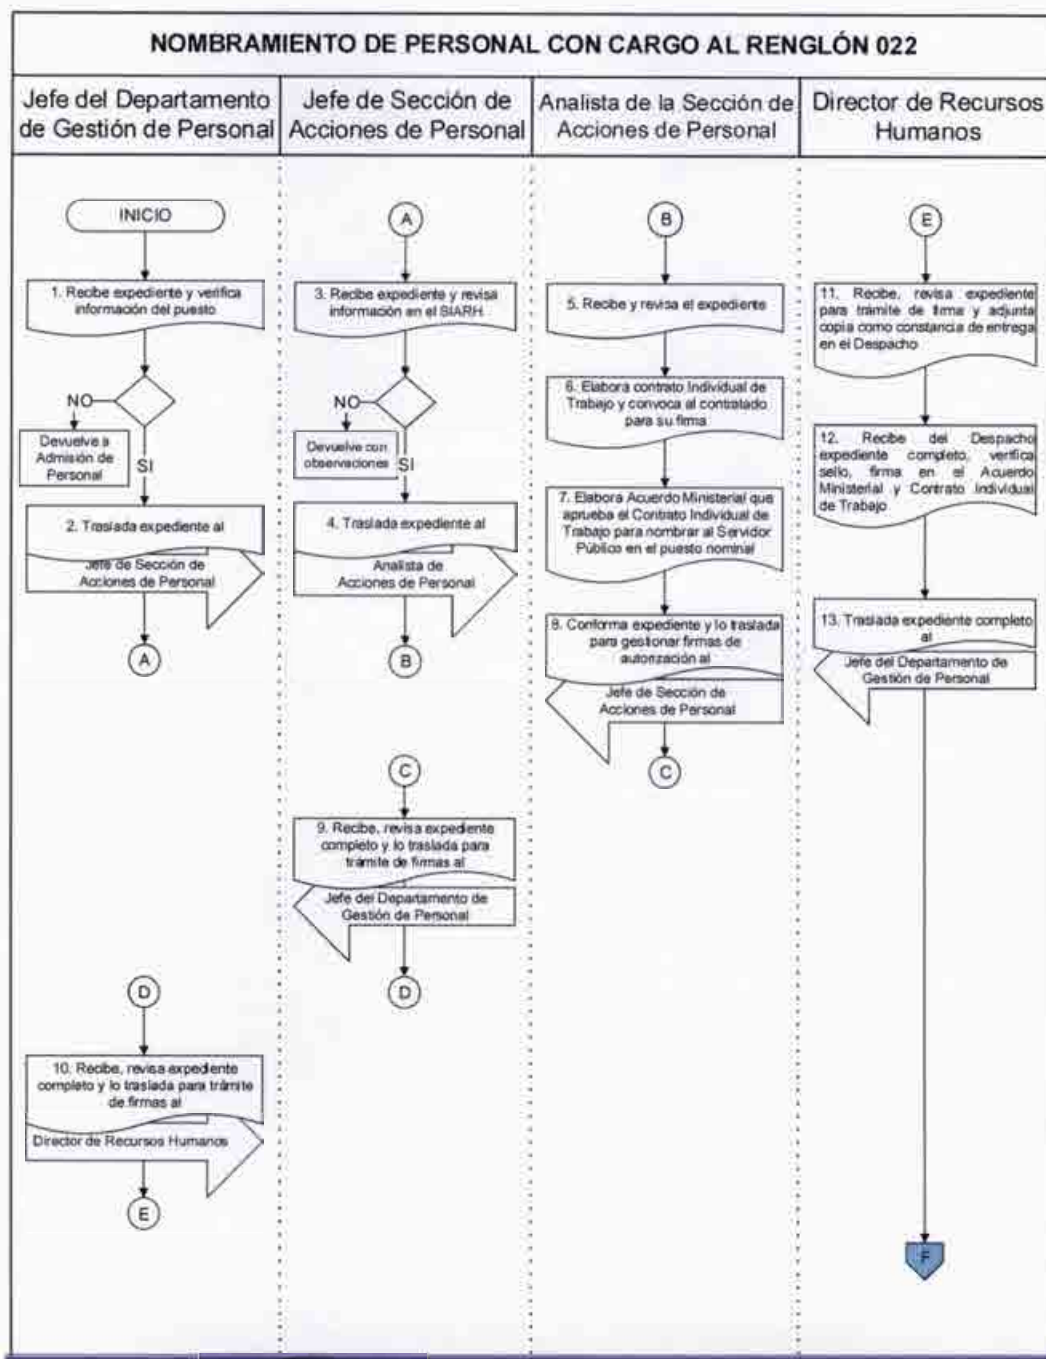 NOMBRAMIENTO DE PERSONAL CON CARGO AL RENGLÓN 022
Jefe del Departamento
de Gestión de Personal
Jefe de Sección de
Acciones de Personal
Analista de la Sección de
Acciones de Personal
Director de Recursos
Humanos
INICIO
1. Recibe expediente y verifica
información del puesto
NO
Devuelve a
Admisión de
Personal
SI
2. Traslada expediente al
Jefe de Sección de
Acciones de Personal
A
D
10. Recibe, revisa expediente
completo y lo traslada para trámite
de firmas al
Director de Recursos Humanos
E
A
3. Recibe expediente y revisa
información en el SIARH.
NO
Devuelve con
observaciones
SI
4. Traslada expediente al
Analista de
Acciones de Personal
B
C
9. Recibe, revisa expediente
completo y lo traslada para
trámite de firmas al
Jefe del Departamento de
Gestión de Personal
D
B
5. Recibe y revisa el expediente
6. Elabora contrato Individual de
Trabajo y convoca al contratado
para su firma
7. Elabora Acuerdo Ministerial que
aprueba el Contrato Individual de
Trabajo para nombrar al Servidor
Público en el puesto nominal
8. Conforma expediente y lo traslada
para gestionar firmas de
autorización al
Jefe de Sección de
Acciones de Personal
C
E
11. Recibe, revisa expediente
para trámite de firma y adjunta
copia como constancia de entrega
en el Despacho
12. Recibe del Despacho
expediente completo, verifica
sello, firma en el Acuerdo
Ministerial y Contrato Individual
de Trabajo
13. Traslada expediente completo
al
Jefe del Departamento de
Gestión de Personal
F